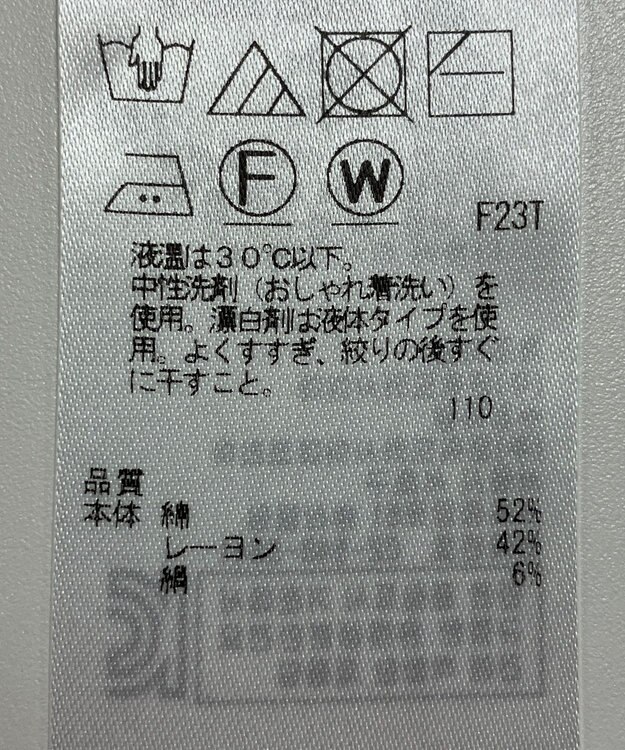 F
W
F23T
液温は30℃以下。
中性洗剤（おしゃれ着洗い）を
使用。漂白剤は液体タイプを使
用。よくすすぎ、絞りの後すぐ
に干すこと。
110
品質
本体 綿 52%
レーヨン 42%
絹 6%